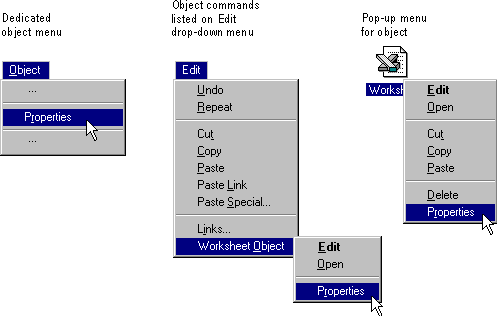 Dedicated
object menu
Object
...
Properties
...
Object commands
listed on Edit
drop-down menu
Edit
Undo
Repeat
Cut
Copy
Paste
Paste Link
Paste Special...
Links...
Worksheet Object
Edit
Open
Properties
Pop-up menu
for object
Worksh
Edit
Open
Cut
Copy
Paste
Delete
Properties